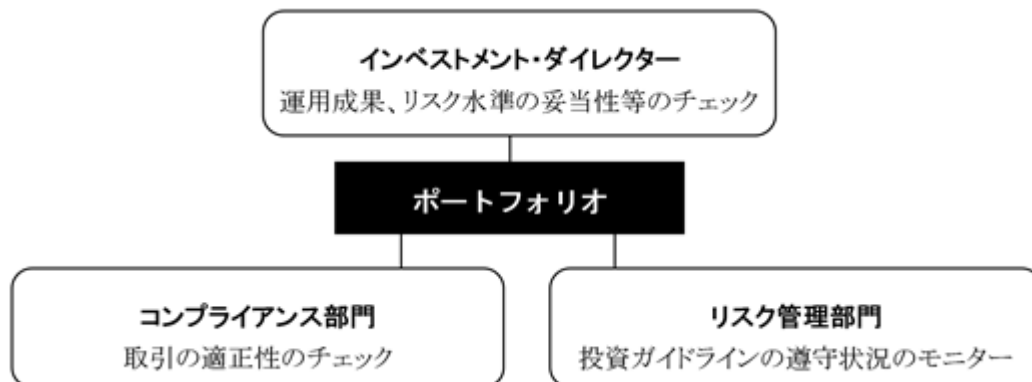 インベストメント・ダイレクター
運用成果、リスク水準の妥当性等のチェック
ポートフォリオ
コンプライアンス部門
取引の適正性のチェック
リスク管理部門
投資ガイドラインの遵守状況のモニター